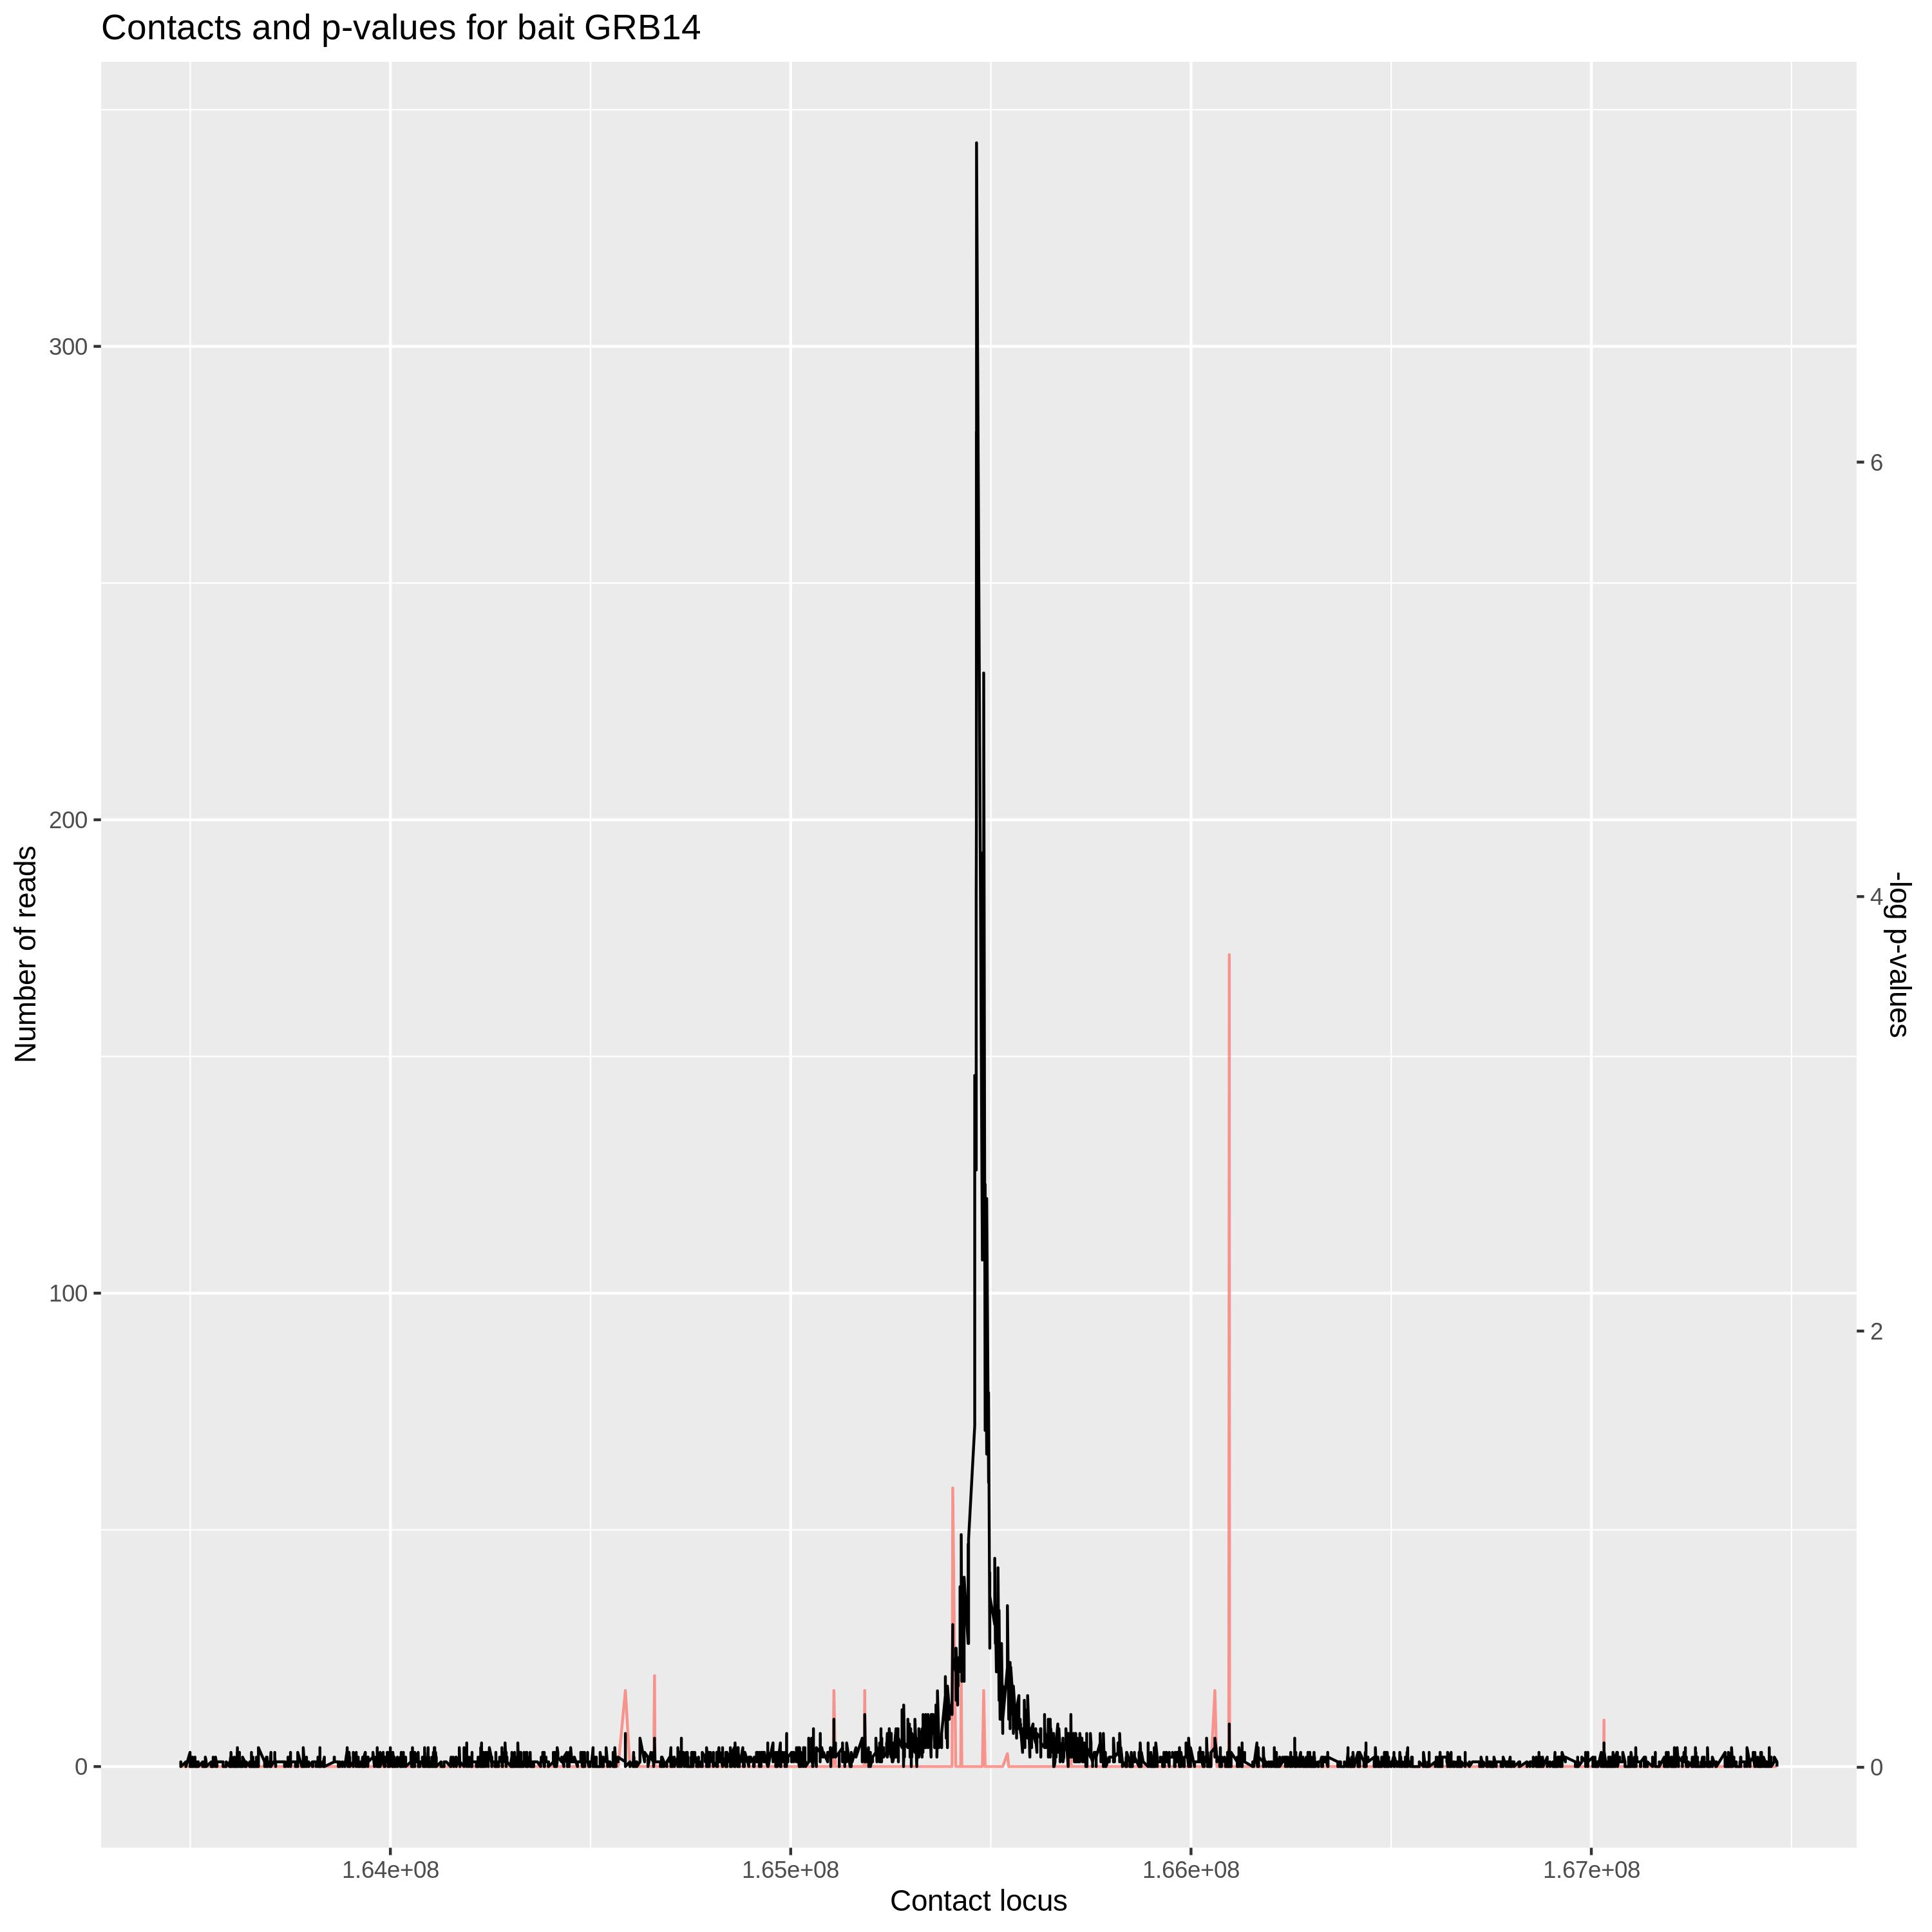 Contacts and p-values for bait GRB14
300
200
100
0
Number of reads
6
4
2
0
-log p-values
1.64e+08
1.65e+08
1.66e+08
1.67e+08
Contact locus